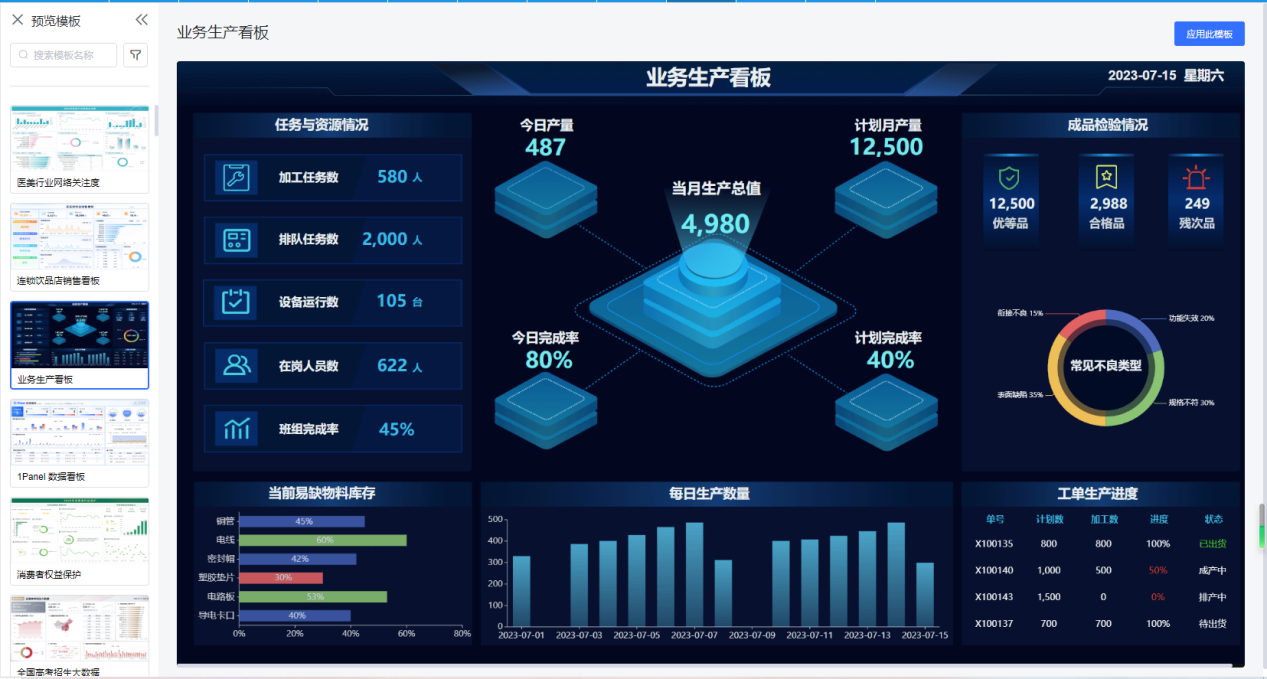 预览模板
搜索模板名称
医美行业网络关注度
连锁饮品店销售看板
业务生产看板
1Panel 数据看板
消费者权益保护
全国高考招生大数据
业务生产看板
应用此模板
业务生产看板
2023-07-15 星期六
任务与资源情况
加工任务数 580 人
排队任务数 2,000 人
设备运行数 105 台
在岗人员数 622 人
班组完成率 45%
今日产量
487
计划月产量
12,500
当月生产总值
4,980
今日完成率
80%
计划完成率
40%
成品检验情况
12,500 2,988 249
优等品 合格品 残次品
衔接不良 15%
功能失效 20%
常见不良类型
表面缺陷 35%
规格不符 30%
当前易缺物料库存
铜管 45%
电线 60%
密封帽 42%
塑胶垫片 30%
电路板 53%
导电卡口 40%
0% 20% 40% 60% 80%
每日生产数量
500
400
300
200
100
0
2023-07-01 2023-07-03 2023-07-05 2023-07-07 2023-07-09 2023-07-11 2023-07-13 2023-07-15
工单生产进度
单号 计划数 加工数 进度 状态
X100135 800 800 100% 已出货
X100140 1,000 500 50% 成产中
X100143 1,500 0 0% 排产中
X100137 700 700 100% 待出货